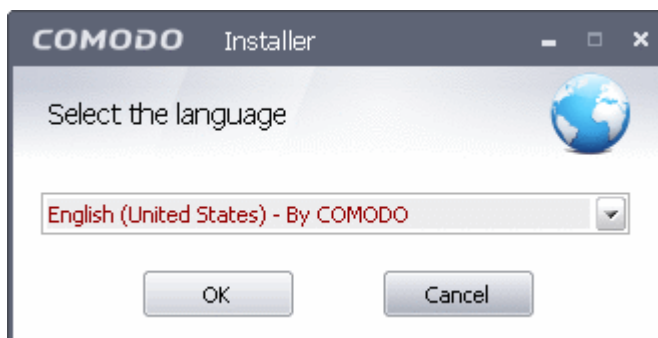 COMODO Installer
Select the language
English (United States) - By COMODO
OK Cancel